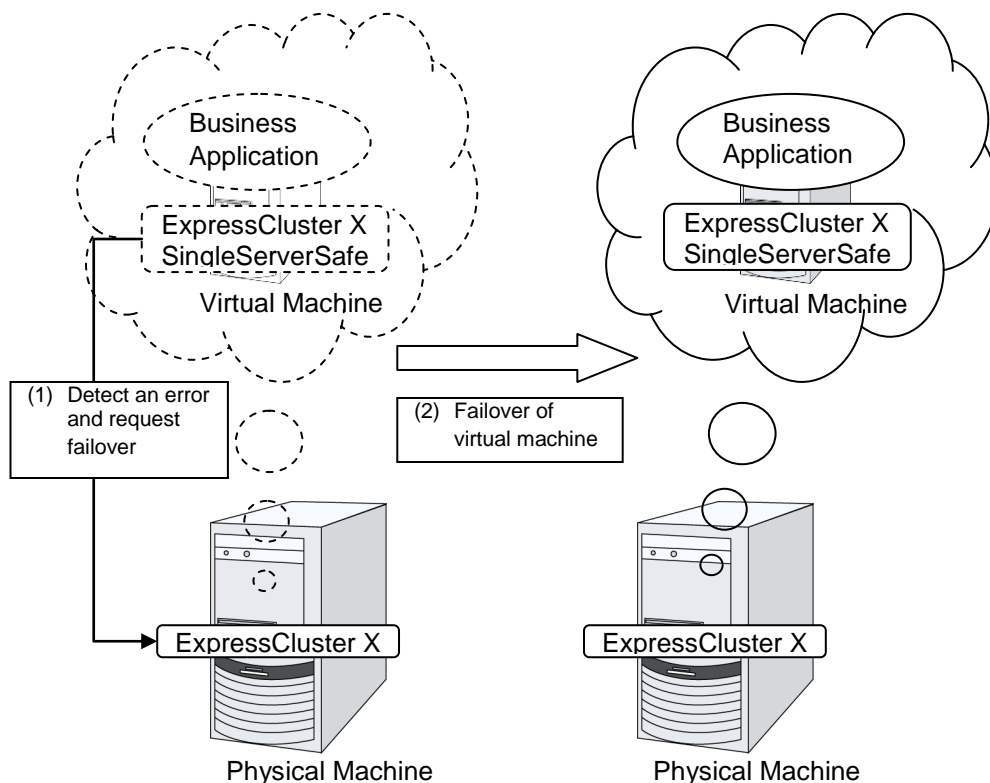 Business
Application
ExpressCluster X
SingleServerSafe
Virtual Machine
Business
Application
ExpressCluster X
SingleServerSafe
Virtual Machine
(1) Detect an error
and request
failover
(2) Failover of
virtual machine
ExpressCluster X
Physical Machine
ExpressCluster X
Physical Machine